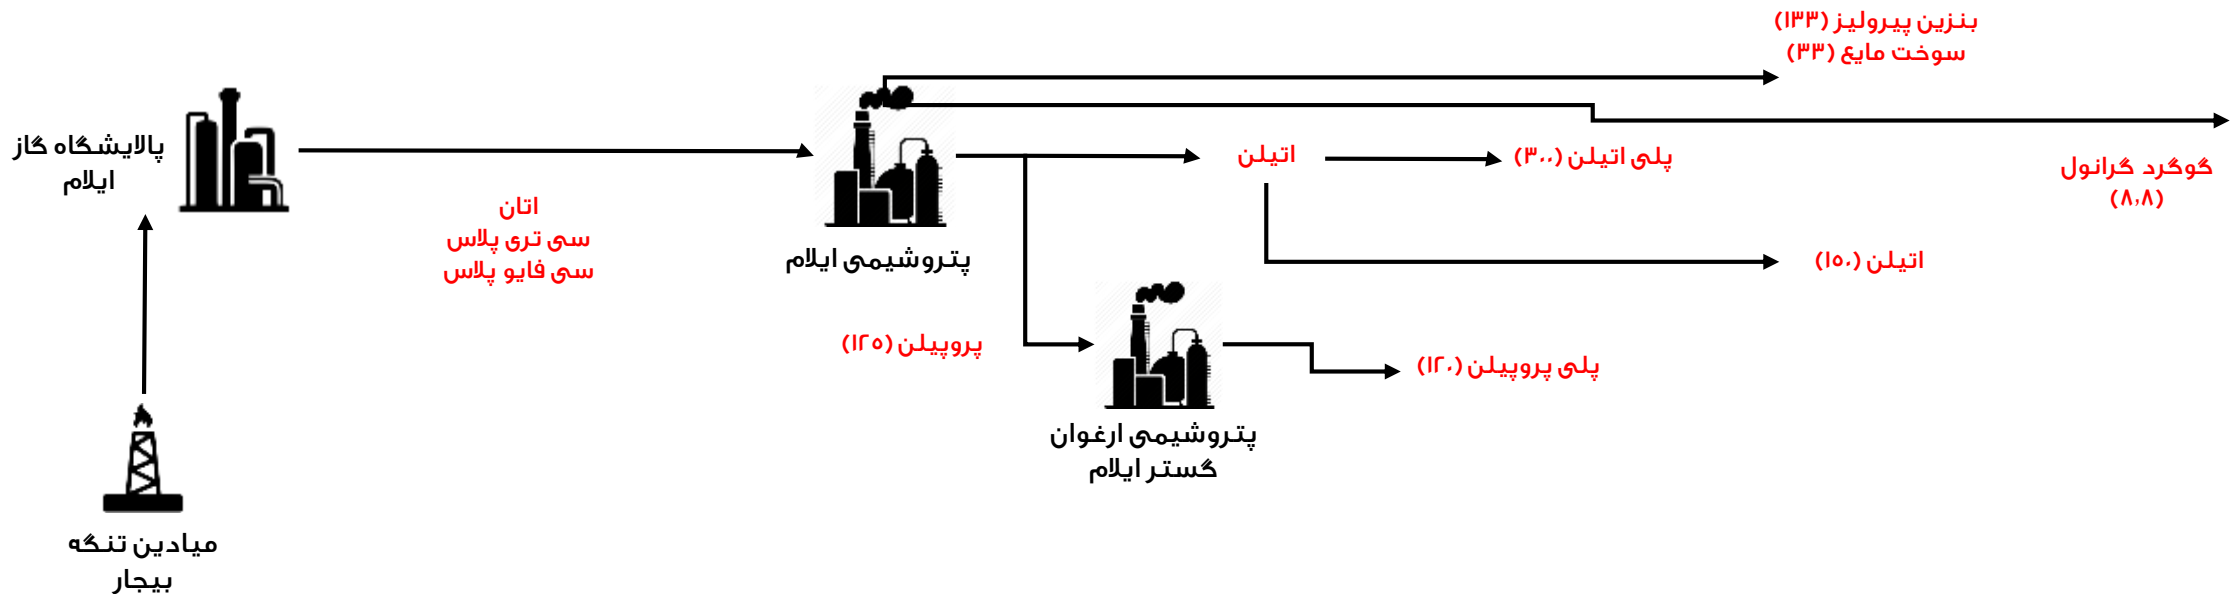 بنزین پیرولیز (۱۳۳)
سوخت مایع (۳۳)
پالایشگاه گاز
ایلام
اتان
سی تری پلاس
سی فایو پلاس
پتروشیمی ایلام
اتیلن
پلی اتیلن (۳۰۰)
گوگرد گرانول
(۸,۸)
اتیلن (۱۵۰)
پروپیلن (۱۲۵)
پلی پروپیلن (۱۲۰)
پتروشیمی ارغوان
گستر ایلام
میادین تنگه
بیجار